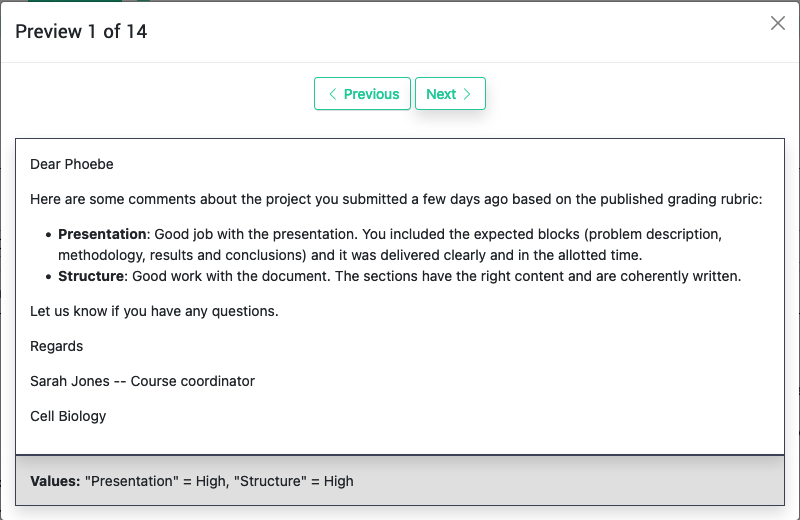 Preview 1 of 14
Previous
Next
Dear Phoebe
Here are some comments about the project you submitted a few days ago based on the published grading rubric:
• Presentation: Good job with the presentation. You included the expected blocks (problem description,
methodology, results and conclusions) and it was delivered clearly and in the allotted time.
• Structure: Good work with the document. The sections have the right content and are coherently written.
Let us know if you have any questions.
Regards
Sarah Jones -- Course coordinator
Cell Biology
Values: "Presentation" = High, "Structure" = High